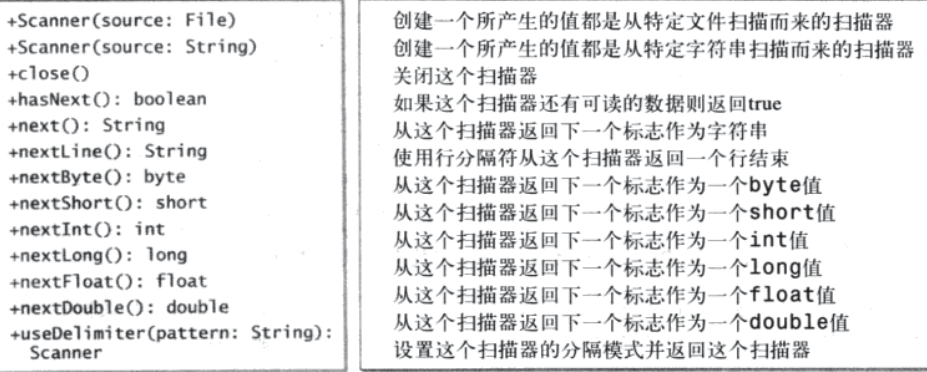 +Scanner(source: File)
创建一个所产生的值都是从特定文件扫描而来的扫描器
+Scanner(source: String)
创建一个所产生的值都是从特定字符串扫描而来的扫描器
+close()
关闭这个扫描器
+hasNext(): boolean
如果这个扫描器还有可读的数据则返回true
+next(): String
从这个扫描器返回下一个标志作为字符串
+nextLine(): String
使用行分隔符从这个扫描器返回一个行结束
+nextByte(): byte
从这个扫描器返回下一个标志作为一个byte值
+nextShort(): short
从这个扫描器返回下一个标志作为一个short值
+nextInt(): int
从这个扫描器返回下一个标志作为一个int值
+nextLong(): long
从这个扫描器返回下一个标志作为一个long值
+nextFloat(): float
从这个扫描器返回下一个标志作为一个float值
+nextDouble(): double
从这个扫描器返回下一个标志作为一个double值
+useDelimiter(pattern: String):
Scanner
设置这个扫描器的分隔模式并返回这个扫描器